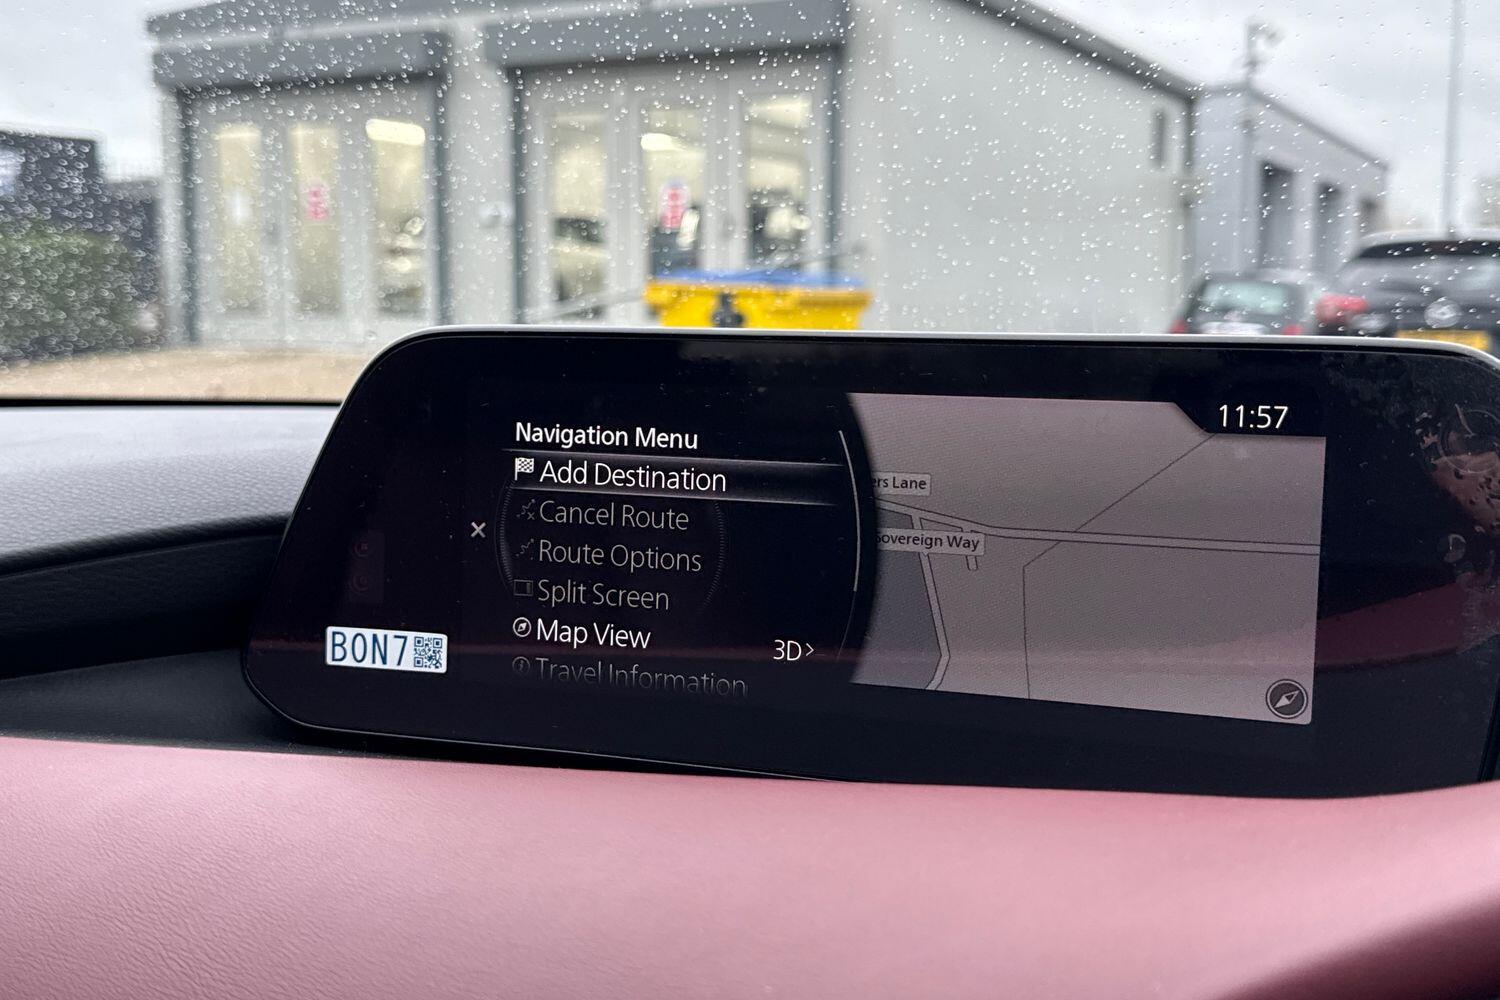 Navigation Menu
Add Destination
Cancel Route
Route Options
Split Screen
Map View 3D>
Travel Information
11:57
ers Lane
Sovereign Way
BON7